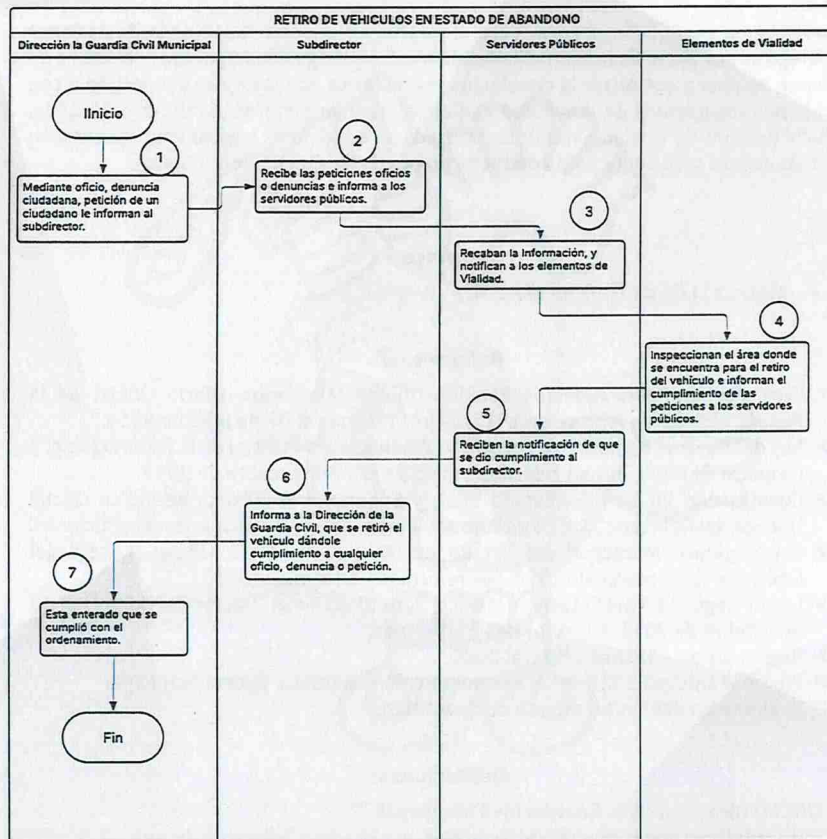 RETIRO DE VEHICULOS EN ESTADO DE ABANDONO
Dirección la Guardia Civil Municipal
Subdirector
Servidores Públicos
Elementos de Vialidad
IInicio
1
Mediante oficio, denuncia
ciudadana, petición de un
ciudadano le informan al
subdirector.
2
Recibe las peticiones oficios
o denuncias e informa a los
servidores públicos.
3
Recaban la Información, y
notifican a los elementos de
Vialidad.
4
Inspeccionan el área donde
se encuentra para el retiro
del vehículo e informan el
cumplimiento de las
peticiones a los servidores
públicos.
5
Reciben la notificación de que
se dio cumplimiento al
subdirector.
6
Informa a la Dirección de la
Guardia Civil, que se retiró el
vehículo dándole
cumplimiento a cualquier
oficio, denuncia o petición.
7
Esta enterado que se
cumplió con el
ordenamiento.
Fin